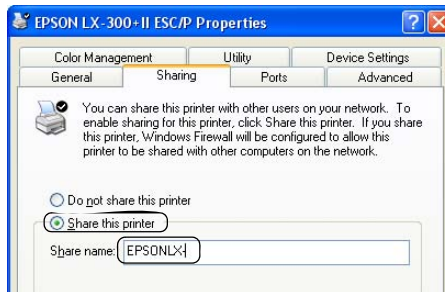 EPSON LX-300+II ESC/P Properties
Color Management Utility Device Settings
General Sharing Ports Advanced
You can share this printer with other users on your network. To
enable sharing for this printer, click Share this printer. If you share
this printer, Windows Firewall will be configured to allow this
printer to be shared with other computers on the network.
Do not share this printer
Share this printer
Share name: EPSONLX-